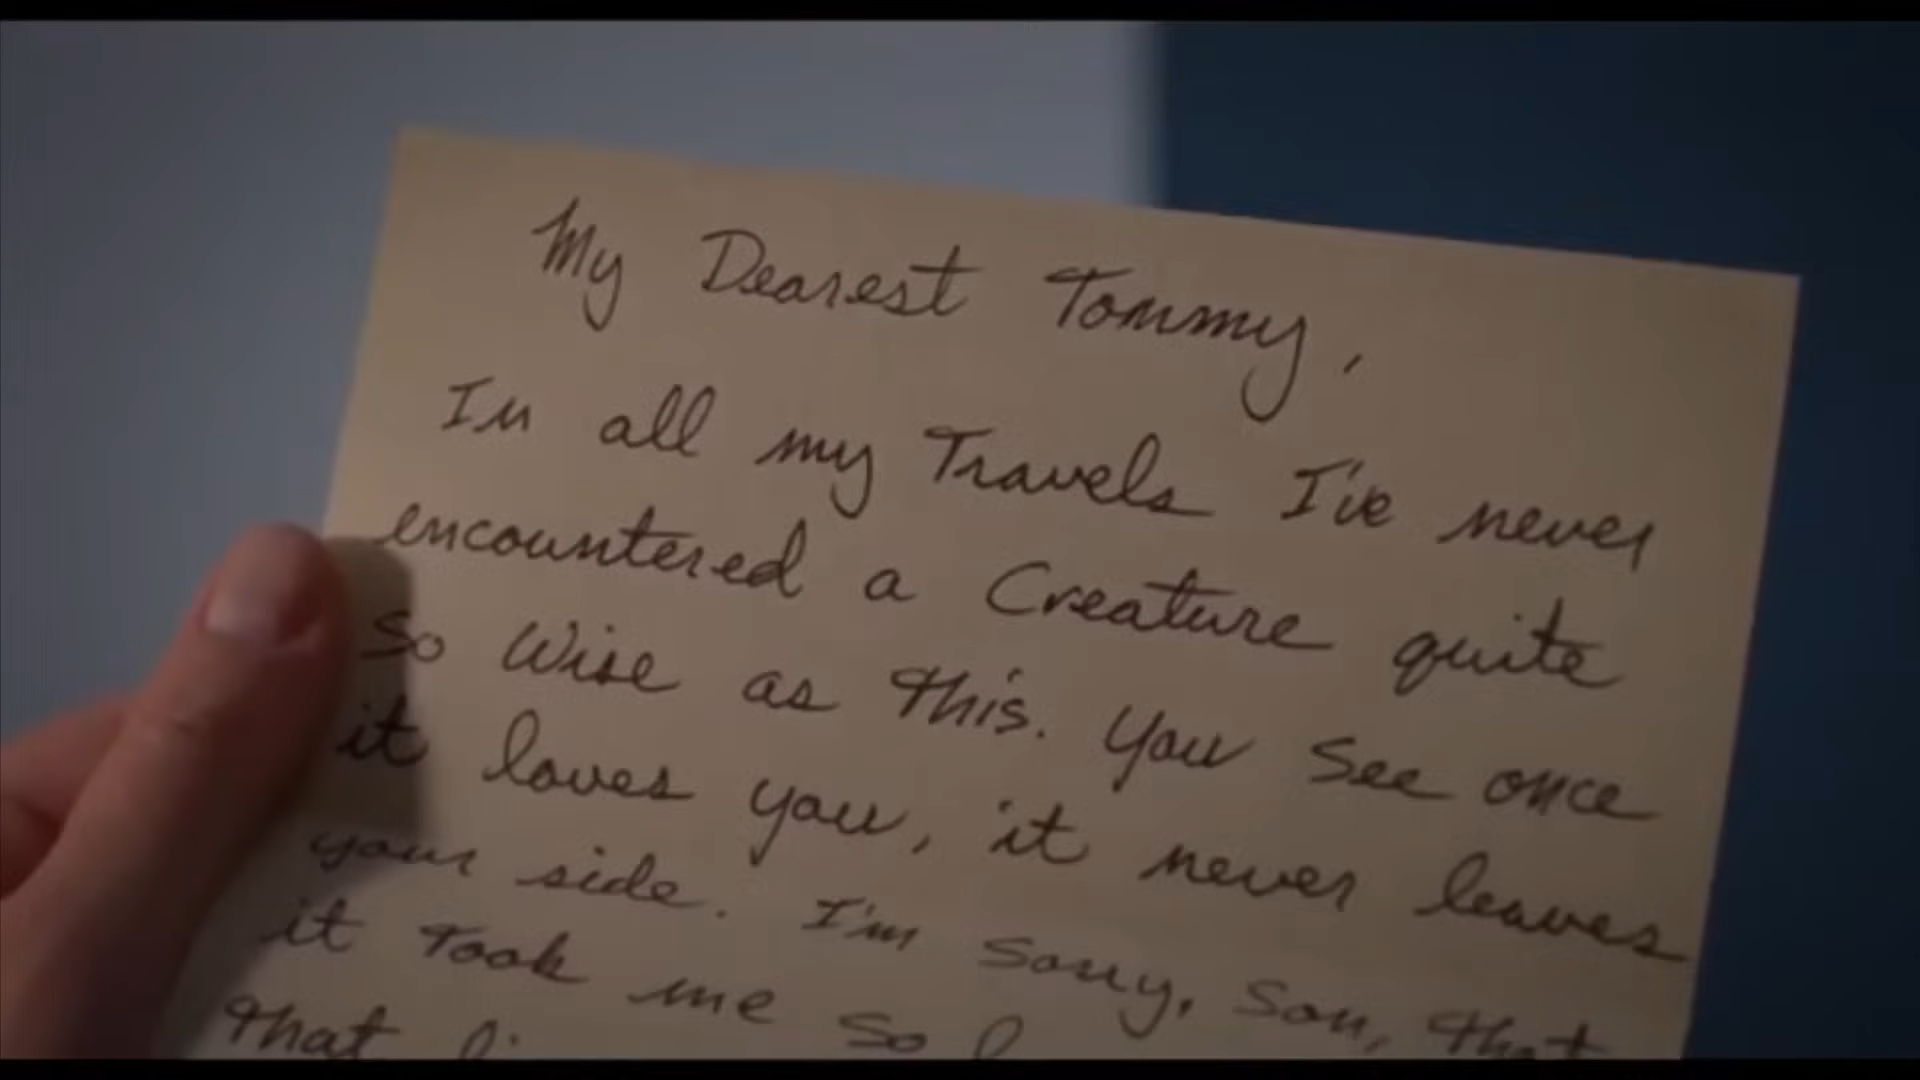 My Dearest Tommy,
In all my Travels I've never
encountered a Creature quite
so Wise as this. You See once
it loves you, it never leaves
your side. I'm sorry, Son, that
it took me so
that